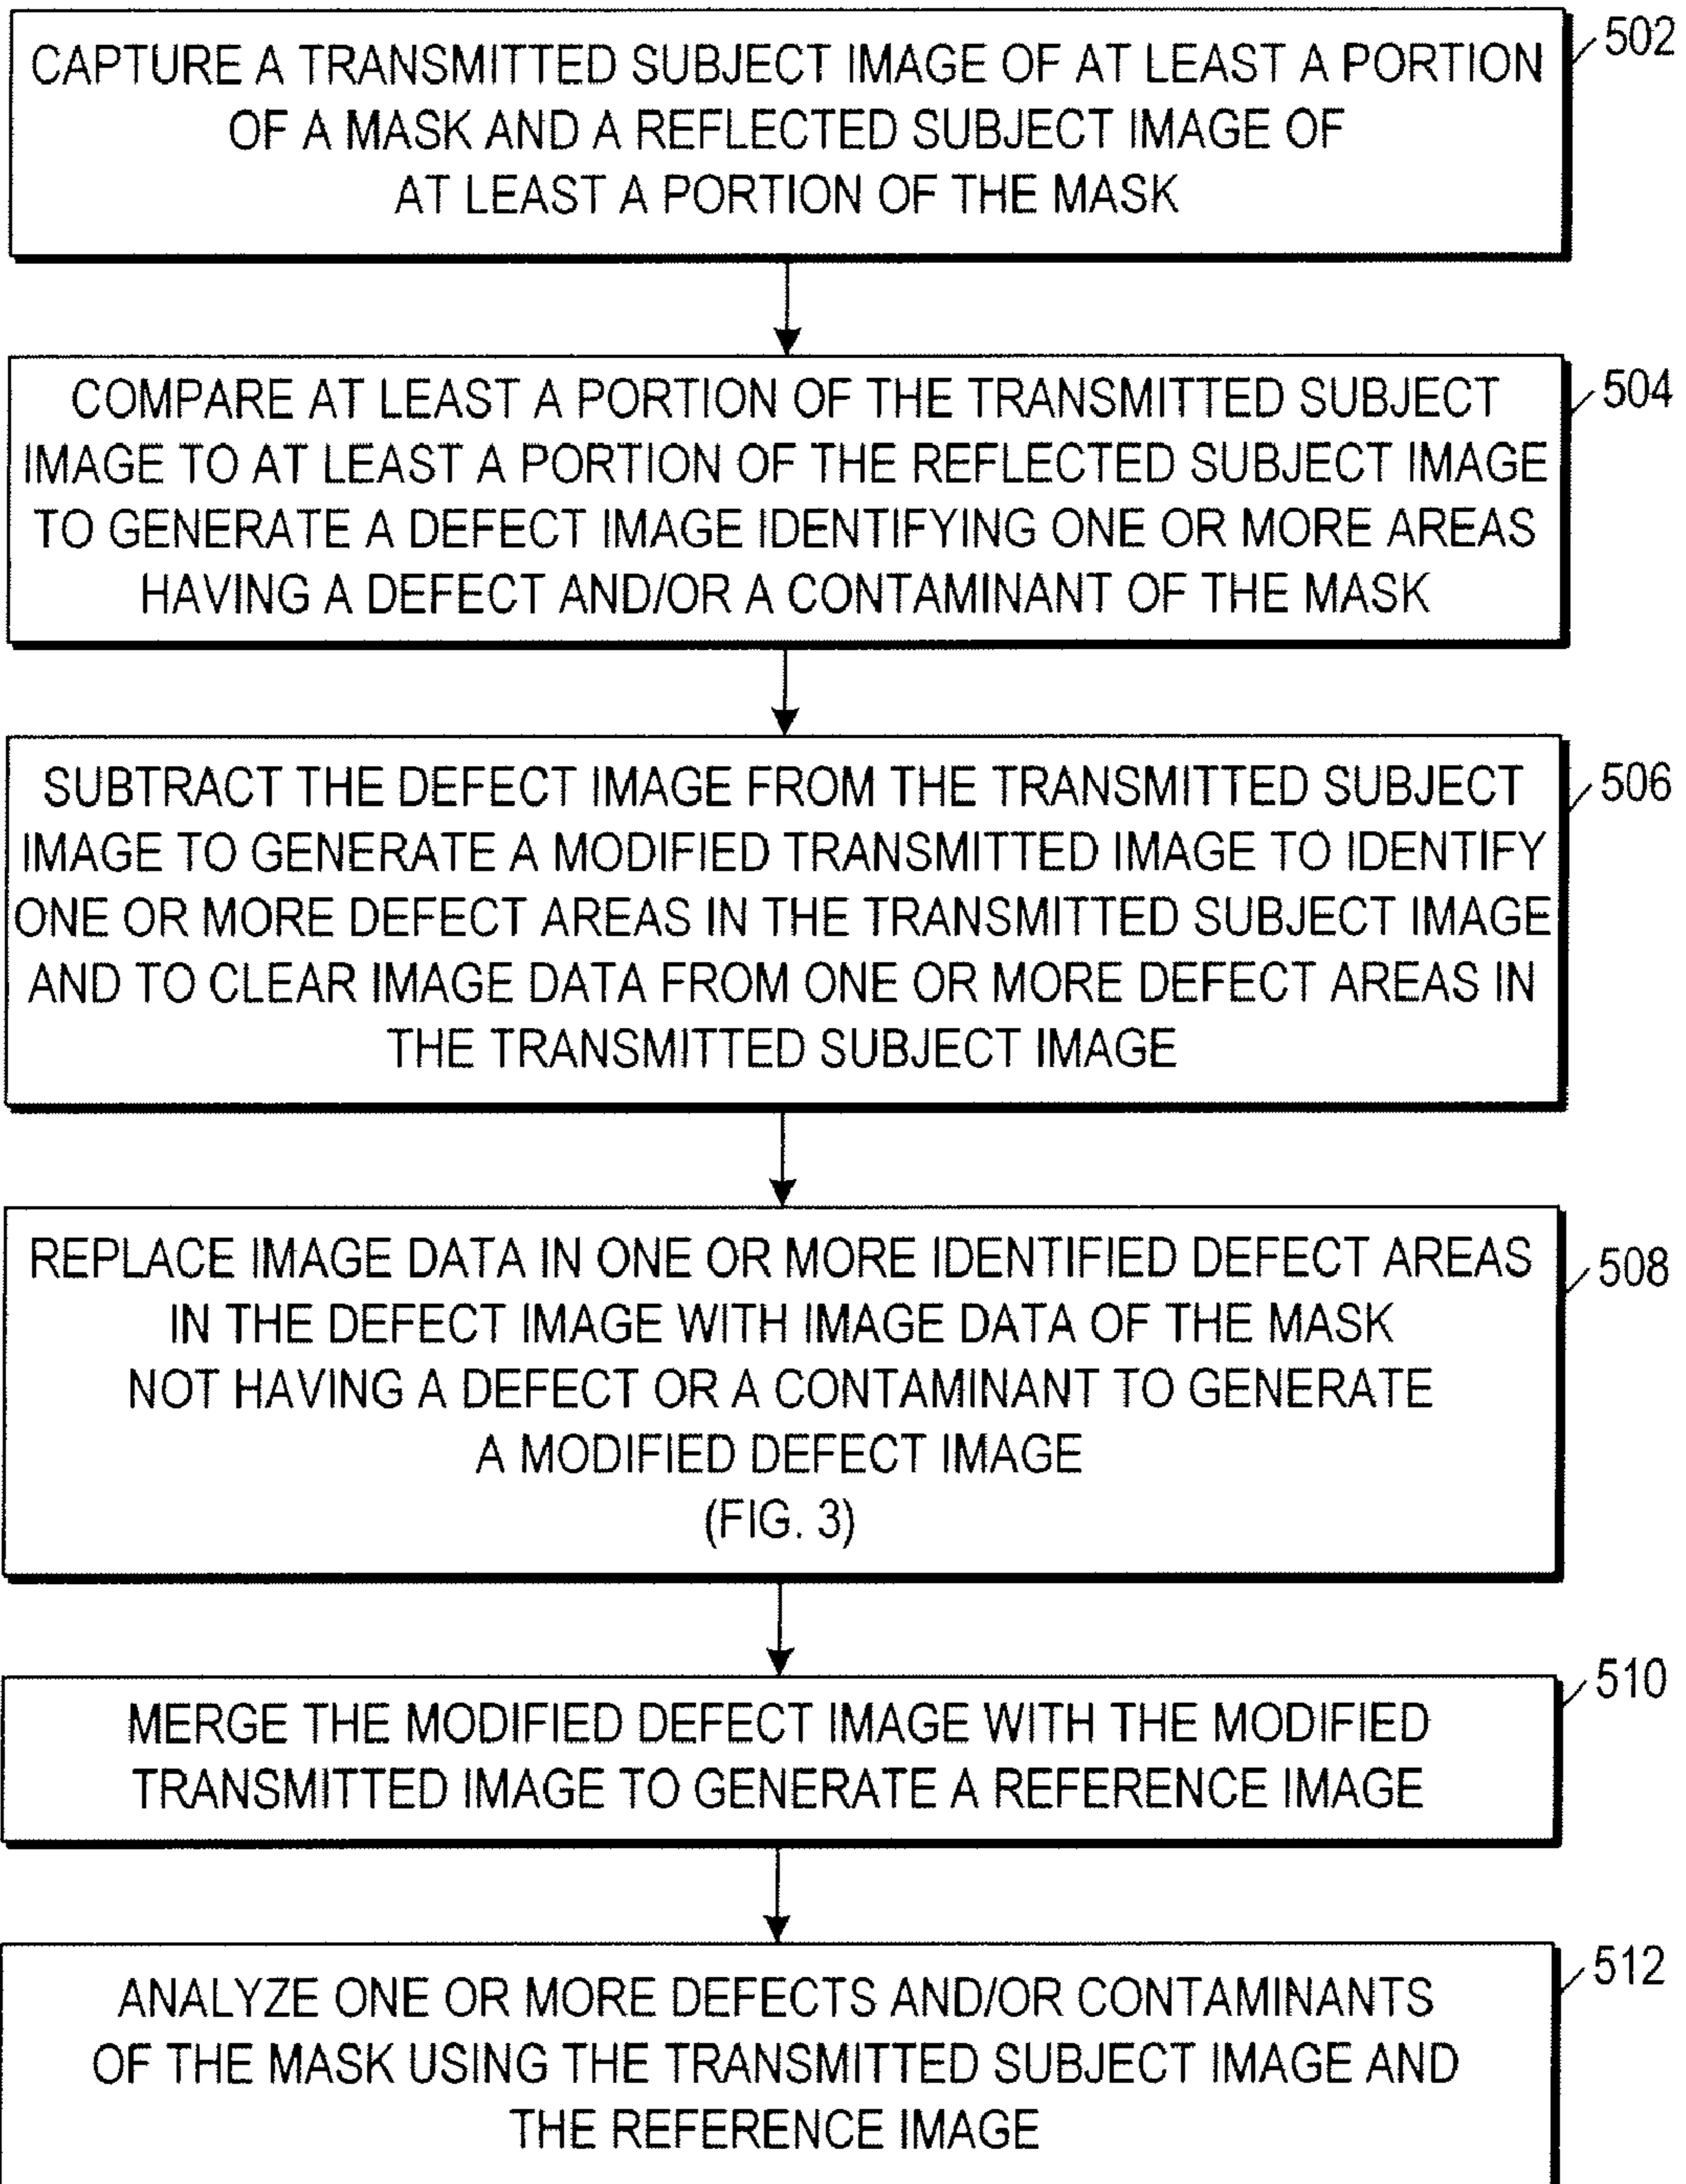 CAPTURE A TRANSMITTED SUBJECT IMAGE OF AT LEAST A PORTION
OF A MASK AND A REFLECTED SUBJECT IMAGE OF
AT LEAST A PORTION OF THE MASK
502
COMPARE AT LEAST A PORTION OF THE TRANSMITTED SUBJECT
IMAGE TO AT LEAST A PORTION OF THE REFLECTED SUBJECT IMAGE
TO GENERATE A DEFECT IMAGE IDENTIFYING ONE OR MORE AREAS
HAVING A DEFECT AND/OR A CONTAMINANT OF THE MASK
504
SUBTRACT THE DEFECT IMAGE FROM THE TRANSMITTED SUBJECT
IMAGE TO GENERATE A MODIFIED TRANSMITTED IMAGE TO IDENTIFY
ONE OR MORE DEFECT AREAS IN THE TRANSMITTED SUBJECT IMAGE
AND TO CLEAR IMAGE DATA FROM ONE OR MORE DEFECT AREAS IN
THE TRANSMITTED SUBJECT IMAGE
506
REPLACE IMAGE DATA IN ONE OR MORE IDENTIFIED DEFECT AREAS
IN THE DEFECT IMAGE WITH IMAGE DATA OF THE MASK
NOT HAVING A DEFECT OR A CONTAMINANT TO GENERATE
A MODIFIED DEFECT IMAGE
(FIG. 3)
508
MERGE THE MODIFIED DEFECT IMAGE WITH THE MODIFIED
TRANSMITTED IMAGE TO GENERATE A REFERENCE IMAGE
510
ANALYZE ONE OR MORE DEFECTS AND/OR CONTAMINANTS
OF THE MASK USING THE TRANSMITTED SUBJECT IMAGE AND
THE REFERENCE IMAGE
512